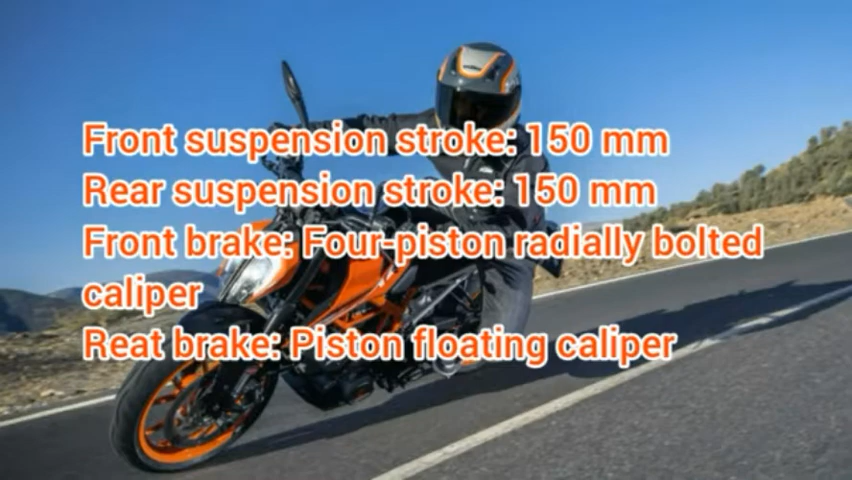 Front suspension stroke: 150 mm
Rear suspension stroke: 150 mm
Front brake: Four-piston radially bolted
caliper
Reat brake: Piston floating caliper